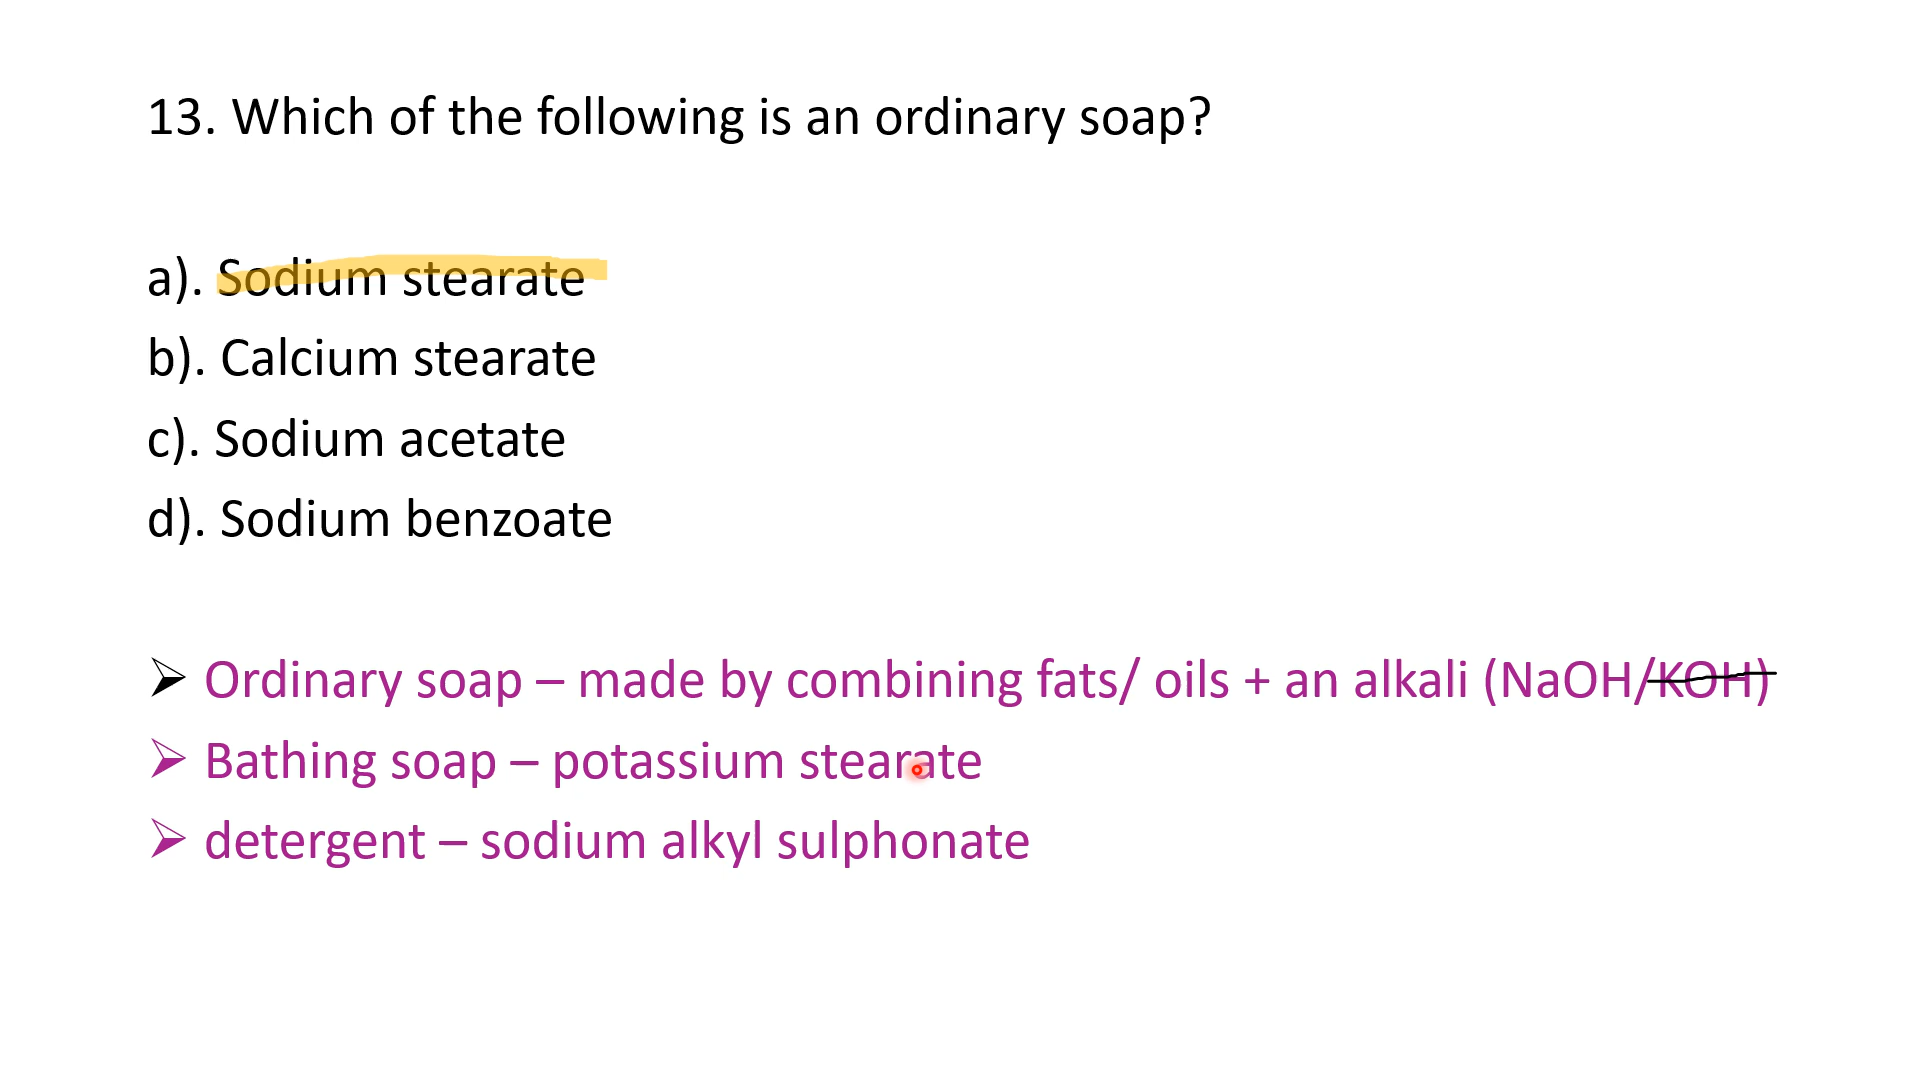 13. Which of the following is an ordinary soap?
a). Sodium stearate
b). Calcium stearate
c). Sodium acetate
d). Sodium benzoate
Ordinary soap – made by combining fats/ oils + an alkali (NaOH/KOH)
Bathing soap – potassium stearate
detergent – sodium alkyl sulphonate